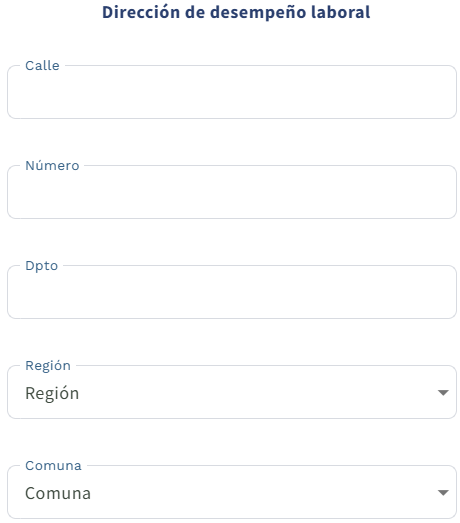 Dirección de desempeño laboral
Calle
Número
Dpto
Región
Región
Comuna
Comuna